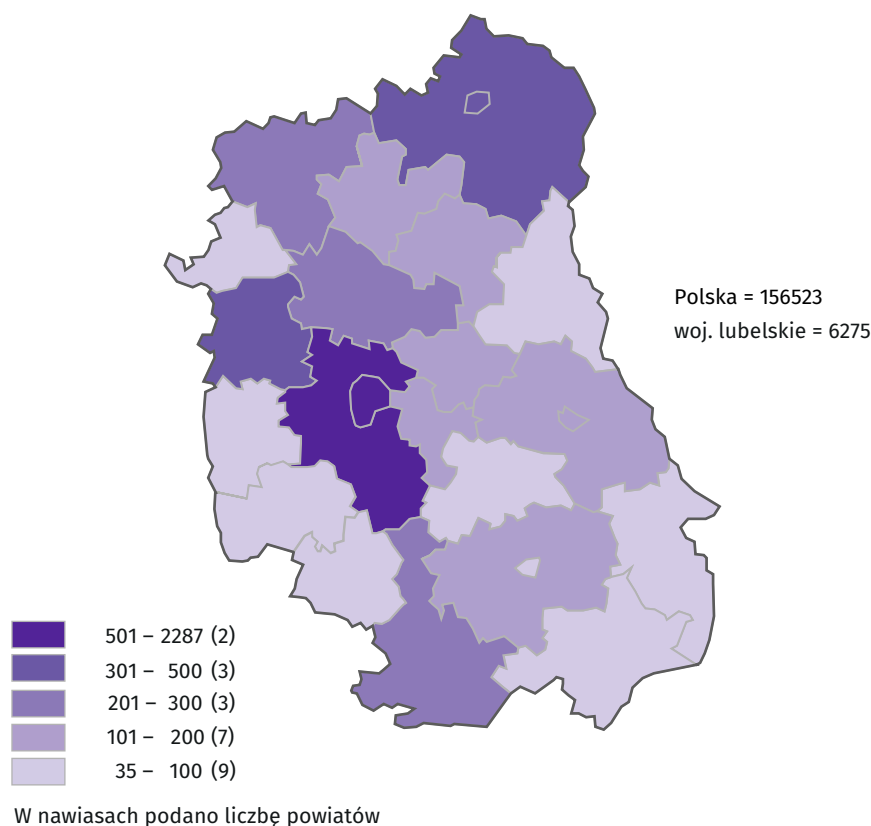 Polska = 156523
woj. lubelskie = 6275
501 – 2287 (2)
301 – 500 (3)
201 – 300 (3)
101 – 200 (7)
35 – 100 (9)
W nawiasach podano liczbę powiatów